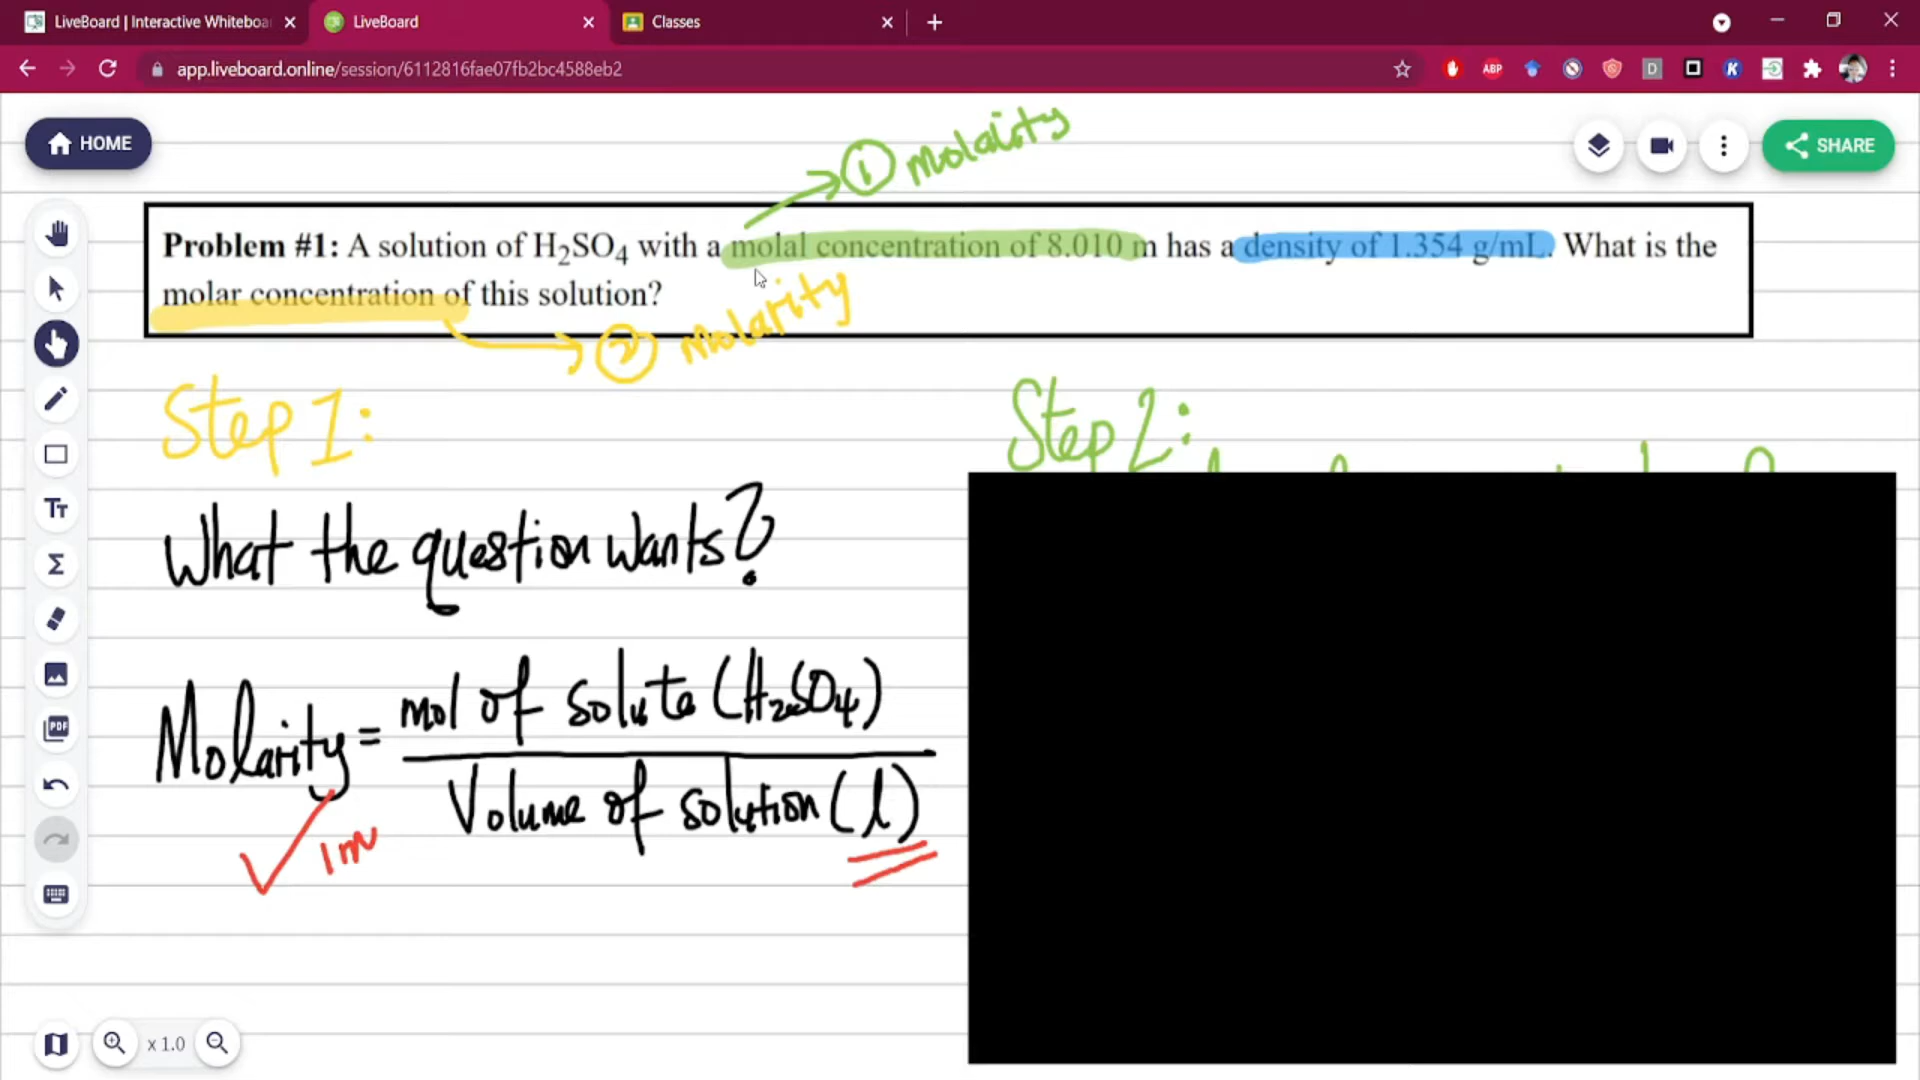 LiveBoard | Interactive Whiteboa
LiveBoard
Classes
app.liveboard.online/session/6112816fae07fb2bc4588eb2
ABP
D
K
HOME
SHARE
① molality
Problem #1: A solution of H₂SO₄ with a molal concentration of 8.010 m has a density of 1.354 g/mL. What is the
molar concentration of this solution?
② molarity
Step 1:
Step 2:
What the question wants?
Molarity = mol of solute (H₂SO₄)
Volume of solution (l)
1m
Tт
Σ
PDF
x 1.0